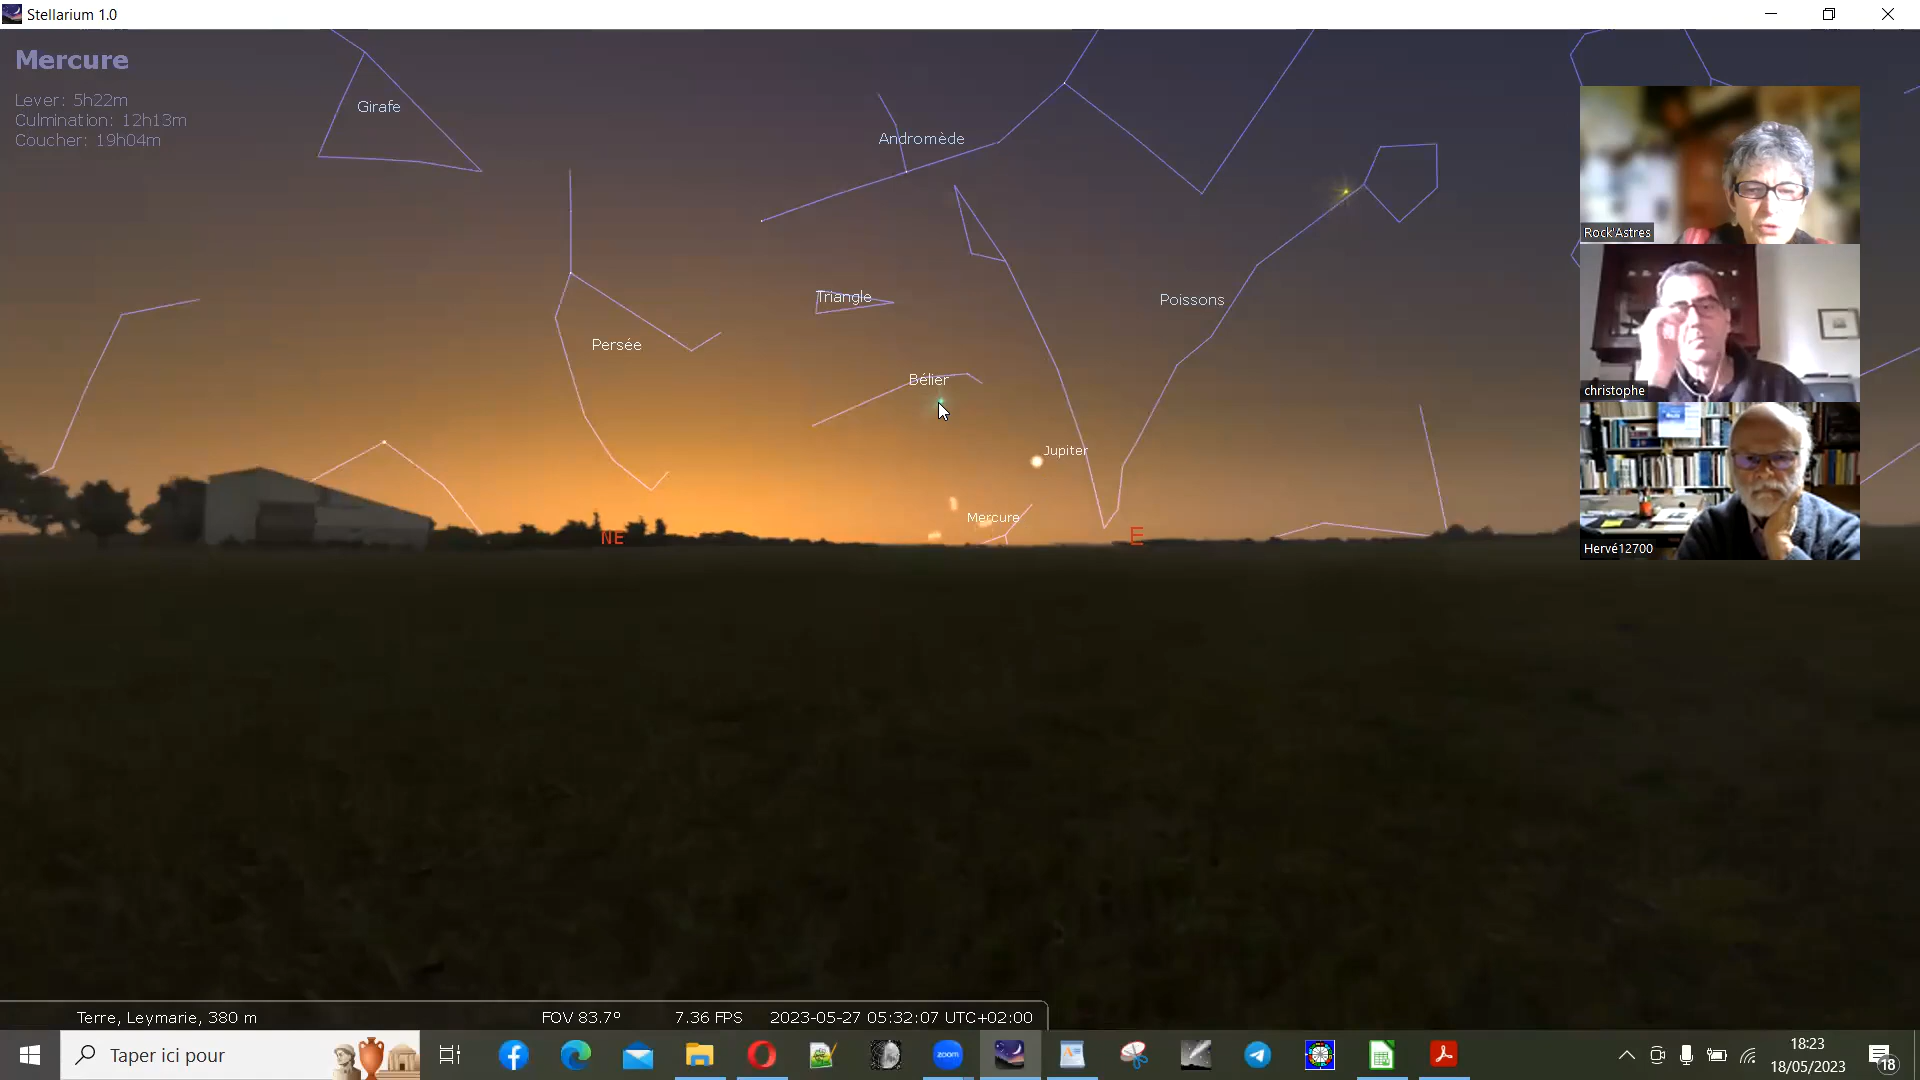 Stellarium 1.0
Mercure
Lever: 5h22m
Culmination: 12h13m
Coucher: 19h04m
Girafe
Andromède
Triangle
Poissons
Persée
Bélier
Jupiter
Mercure
NE
E
Rock'Astres
christophe
Hervé12700
Terre, Leymarie, 380 m
FOV 83.7°
7.36 FPS
2023-05-27 05:32:07 UTC+02:00
Taper ici pour
zoom
18:23
18/05/2023
18